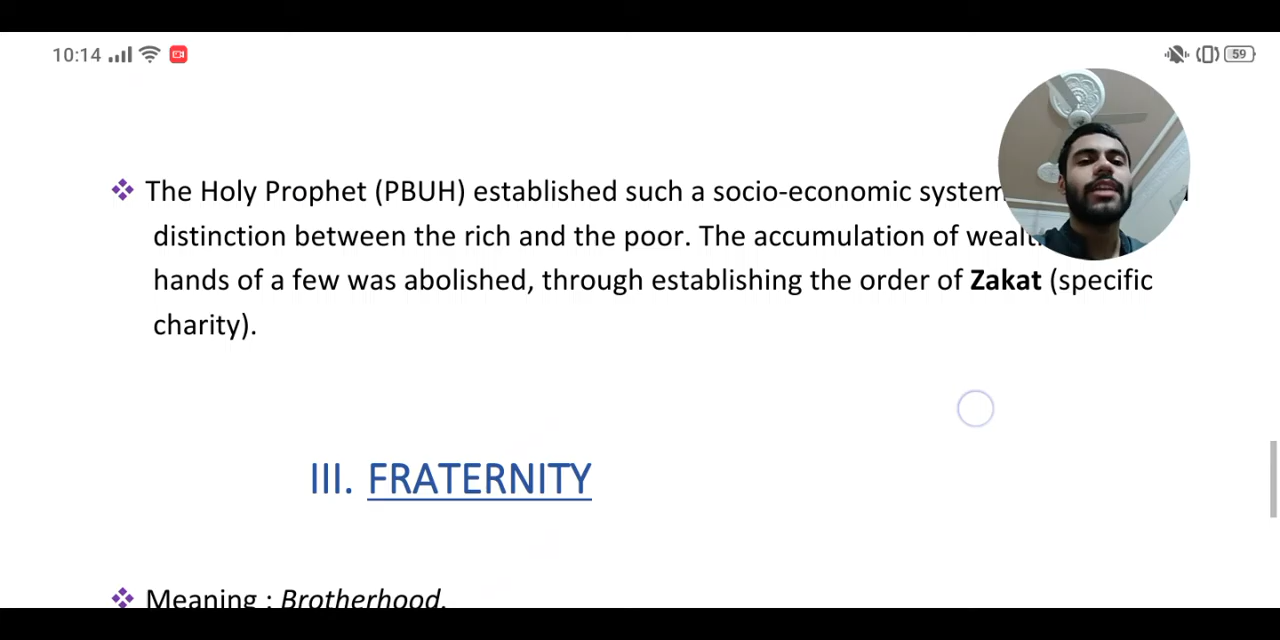 10:14
59
The Holy Prophet (PBUH) established such a socio-economic system
distinction between the rich and the poor. The accumulation of
hands of a few was abolished, through establishing the order of Zakat (specific
charity).
III. FRATERNITY
Meaning : Brotherhood.